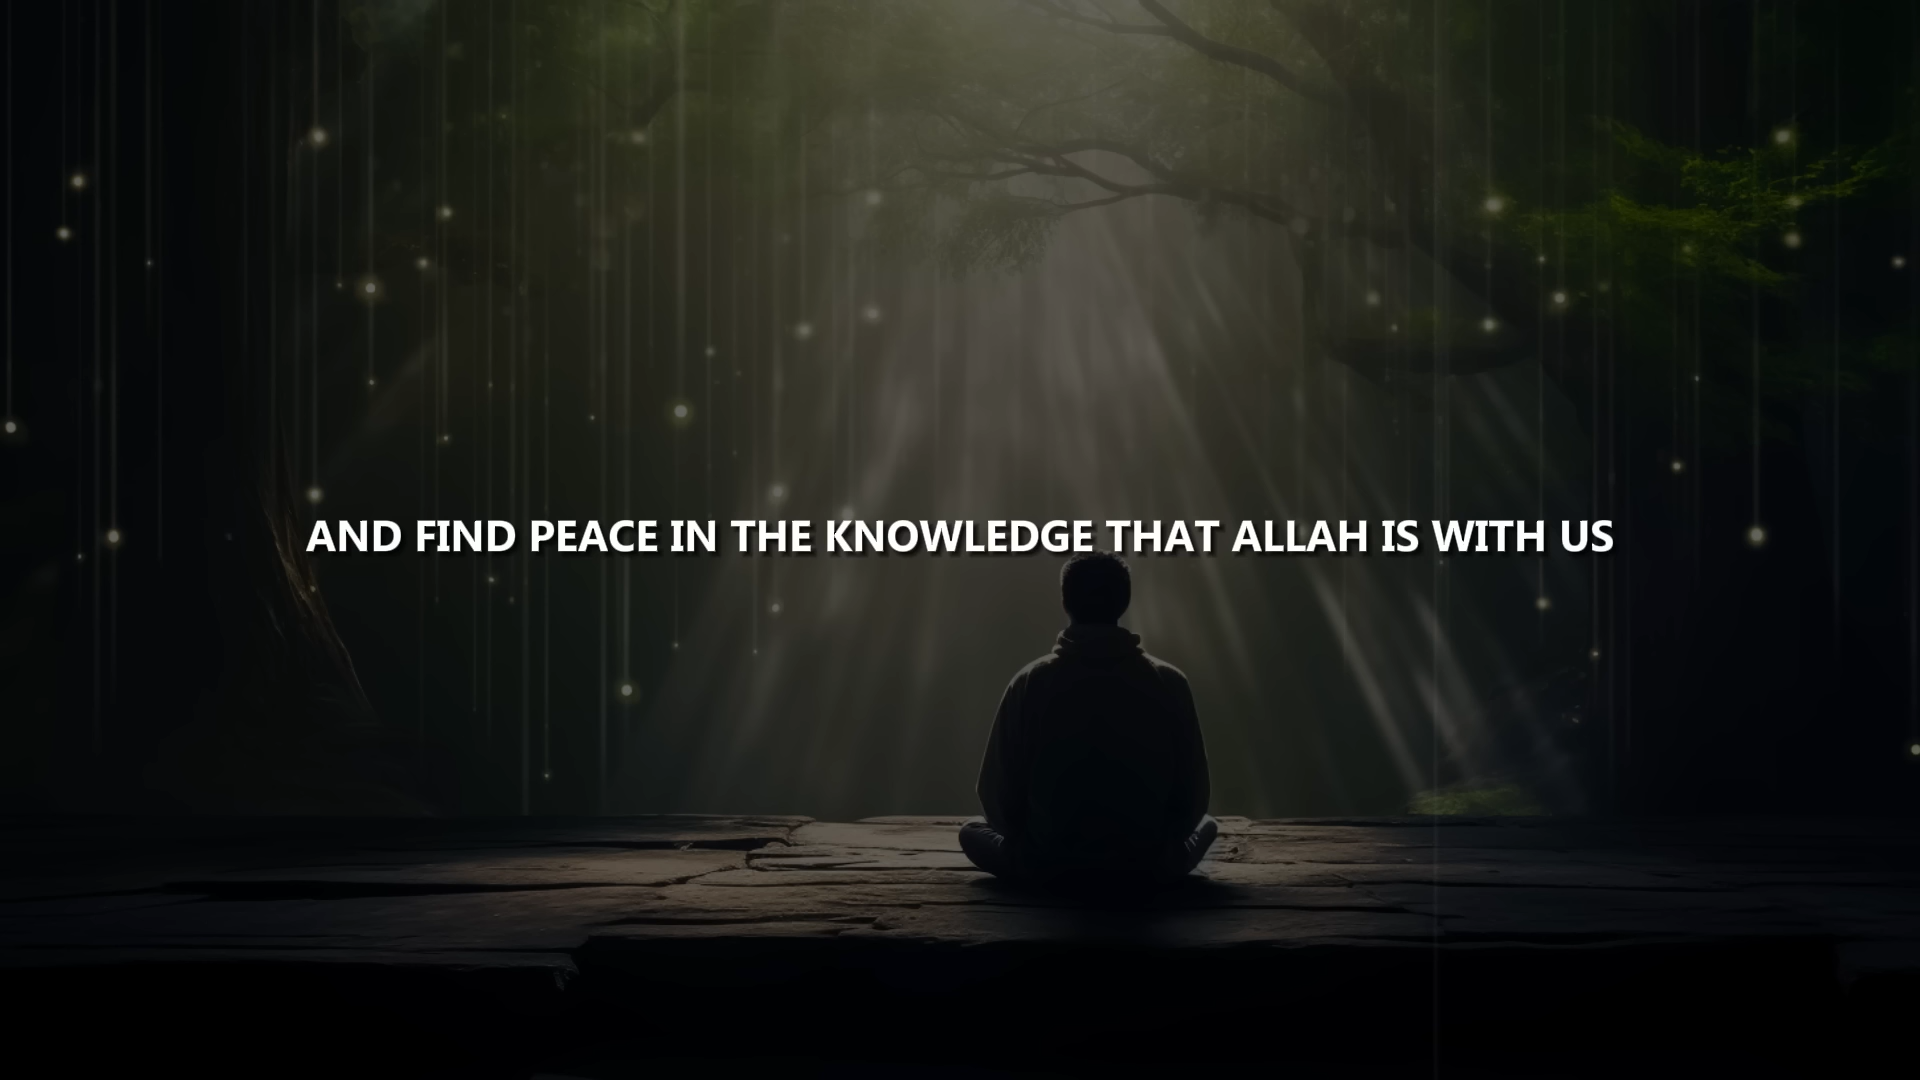 AND FIND PEACE IN THE KNOWLEDGE THAT ALLAH IS WITH US